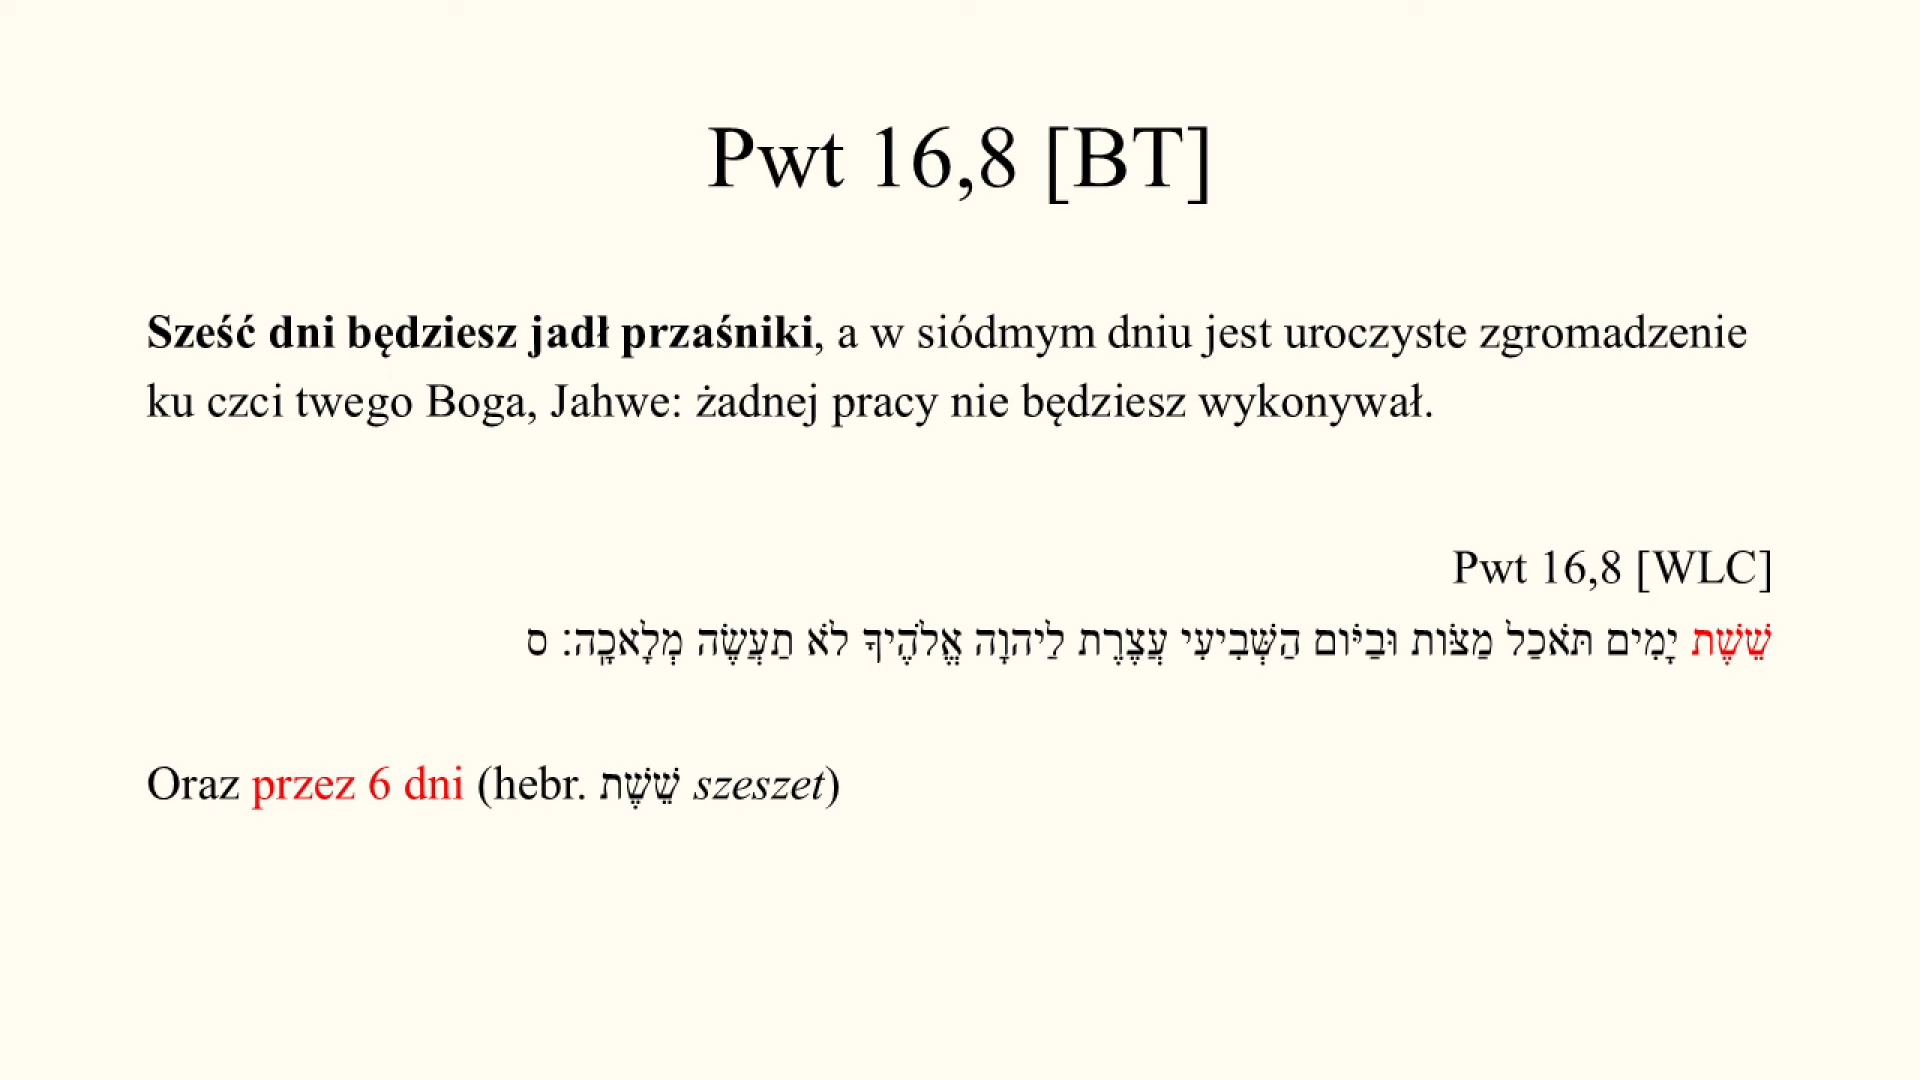 Pwt 16,8 [BT]
Sześć dni będziesz jadł przaśniki, a w siódmym dniu jest uroczyste zgromadzenie
ku czci twego Boga, Jahwe: żadnej pracy nie będziesz wykonywał.
Pwt 16,8 [WLC]
שֵׁשֶׁת יָמִים תֹּאכַל מַצּוֹת וּבַיּוֹם הַשְּׁבִיעִי עֲצֶרֶת לַיהוָה אֱלֹהֶיךָ לֹא תַעֲשֶׂה מְלָאכָֽה׃ ס
Oraz przez 6 dni (hebr. שֵׁשֶׁת szeszet)